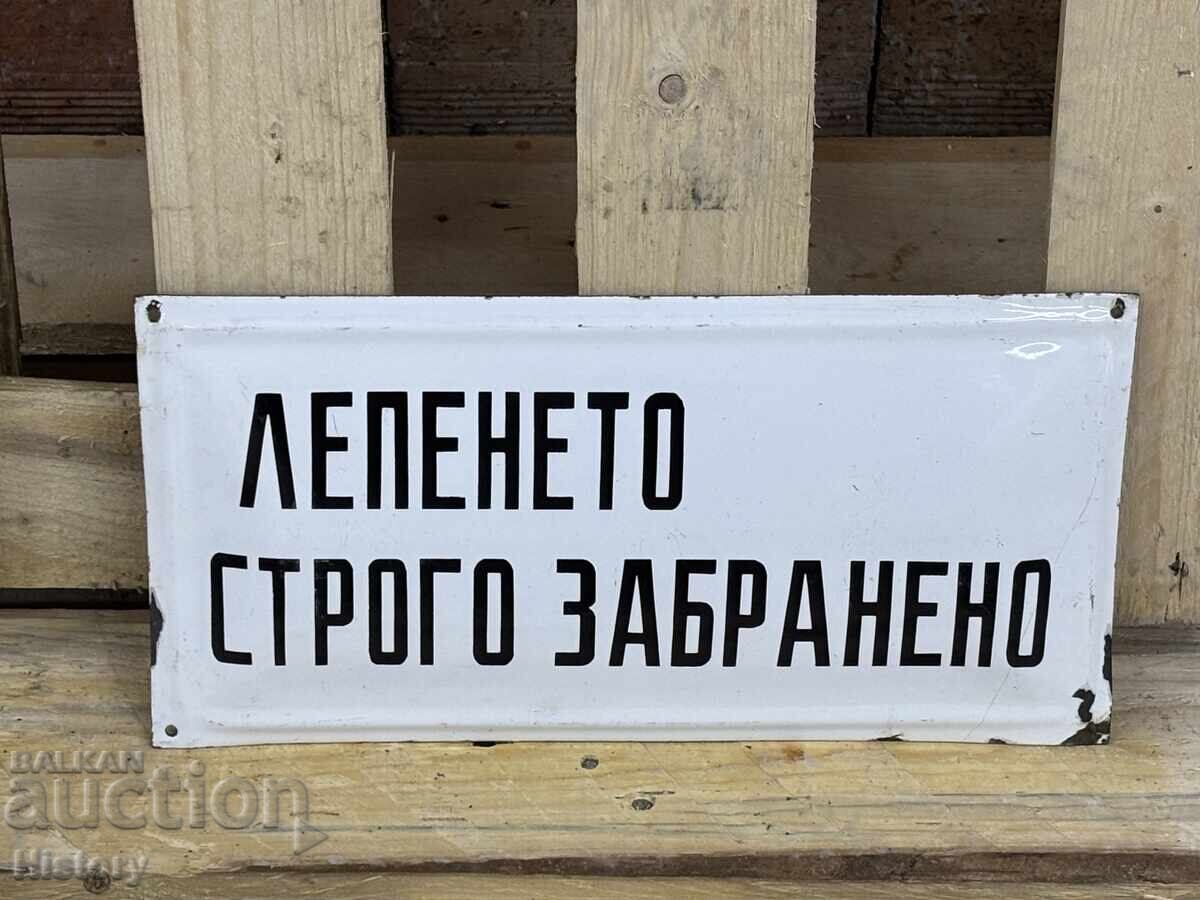 ЛЕПЕНЕТО
СТРОГО ЗАБРАНЕНО
BALKAN
auction
History